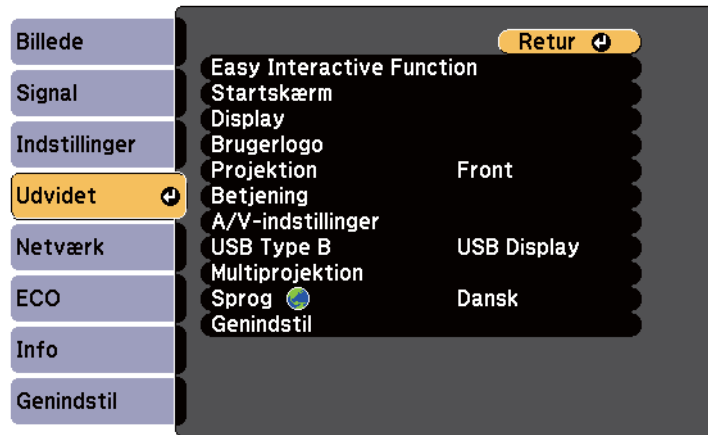 Billede
Signal
Indstillinger
Udvidet
Netværk
ECO
Info
Genindstil
Retur
Easy Interactive Function
Startskærm
Display
Brugerlogo
Projektion Front
Betjening
A/V-indstillinger
USB Type B USB Display
Multiprojektion
Sprog Dansk
Genindstil